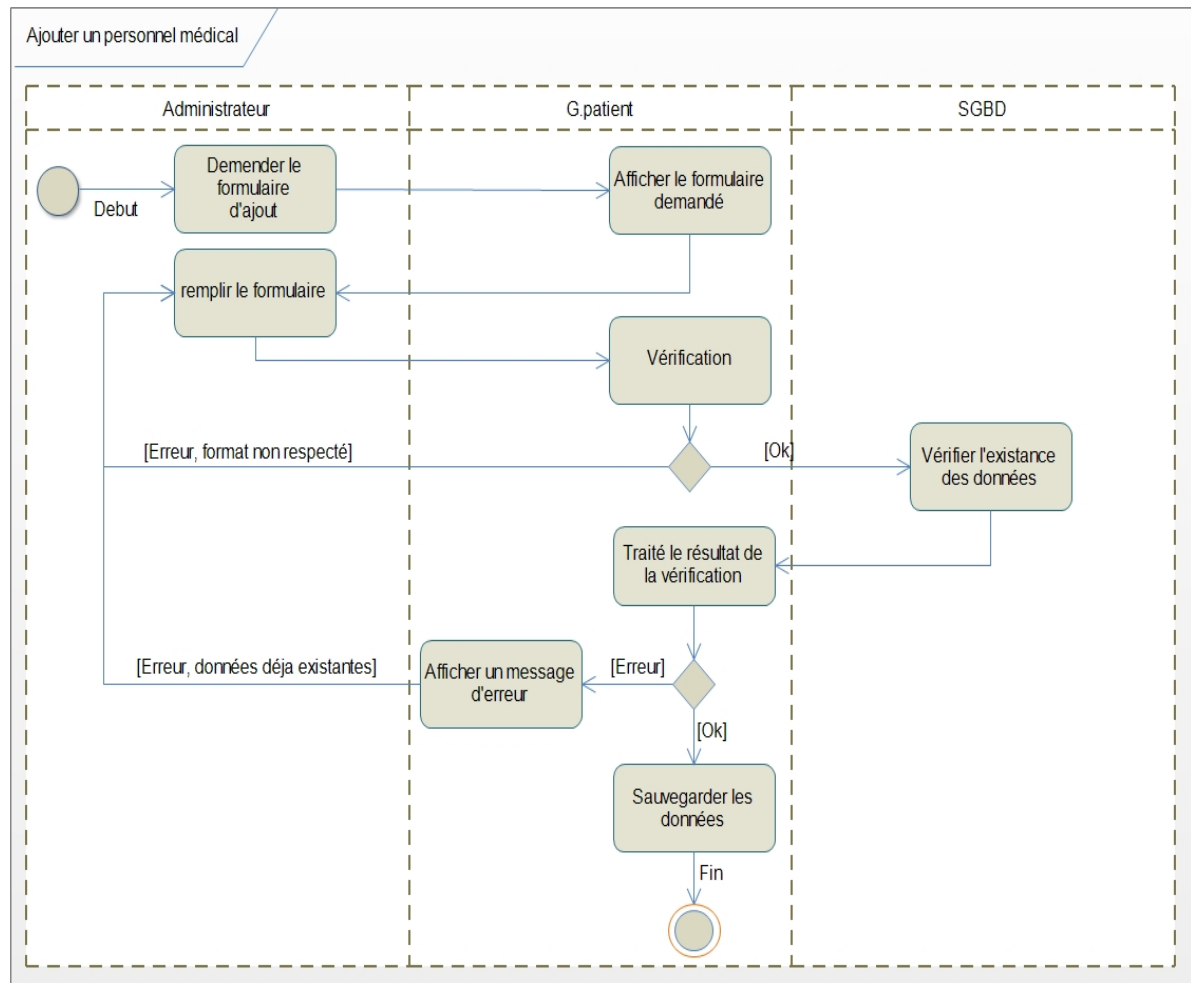 Ajouter un personnel médical
Administrateur
G.patient
SGBD
Debut
Demender le
formulaire
d'ajout
Afficher le formulaire
demandé
remplir le formulaire
Vérification
[Erreur, format non respecté]
[Ok]
Vérifier l'existance
des données
Traité le résultat de
la vérification
[Erreur, données déja existantes]
Afficher un message
d'erreur
[Erreur]
[Ok]
Sauvegarder les
données
Fin